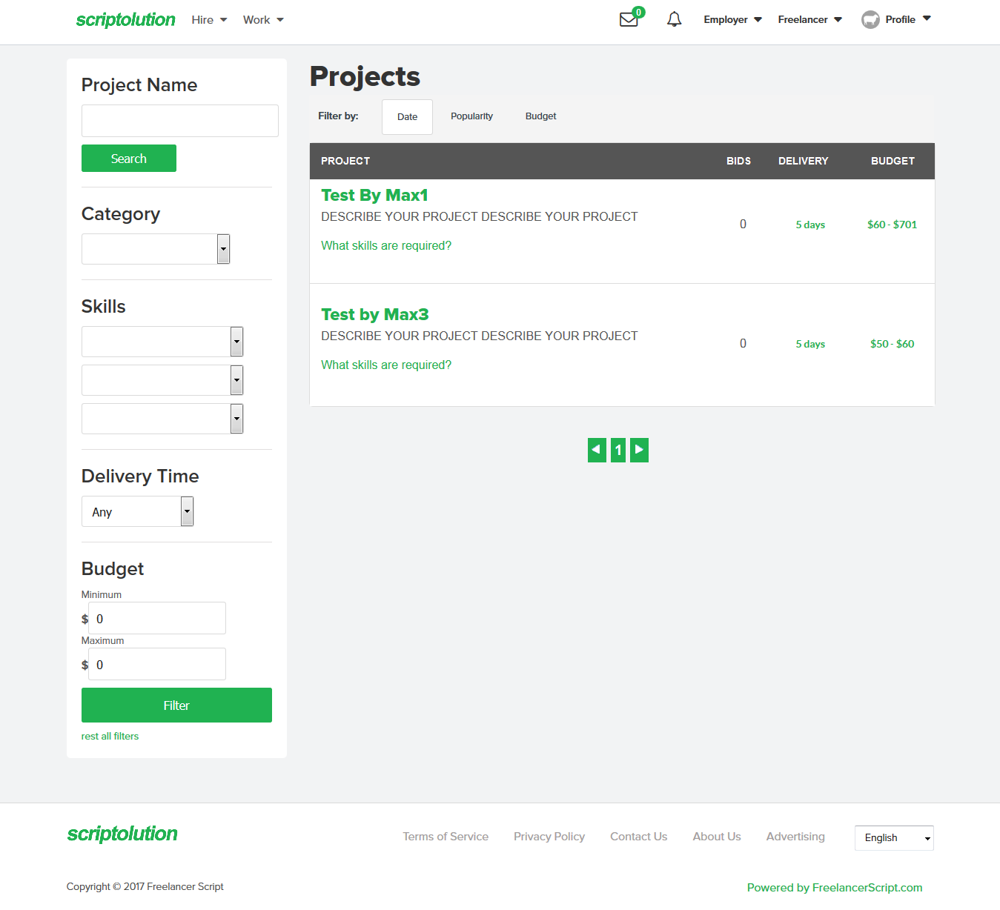 scriptolution Hire Work 0 Employer Freelancer Profile
Project Name
Search
Category
Skills
Delivery Time
Any
Budget
Minimum
$ 0
Maximum
$ 0
Filter
rest all filters
Projects
Filter by: Date Popularity Budget
PROJECT BIDS DELIVERY BUDGET
Test By Max1
DESCRIBE YOUR PROJECT DESCRIBE YOUR PROJECT
0 5 days $60 - $701
What skills are required?
Test by Max3
DESCRIBE YOUR PROJECT DESCRIBE YOUR PROJECT
0 5 days $50 - $60
What skills are required?
1
scriptolution Terms of Service Privacy Policy Contact Us About Us Advertising English
Copyright © 2017 Freelancer Script Powered by FreelancerScript.com